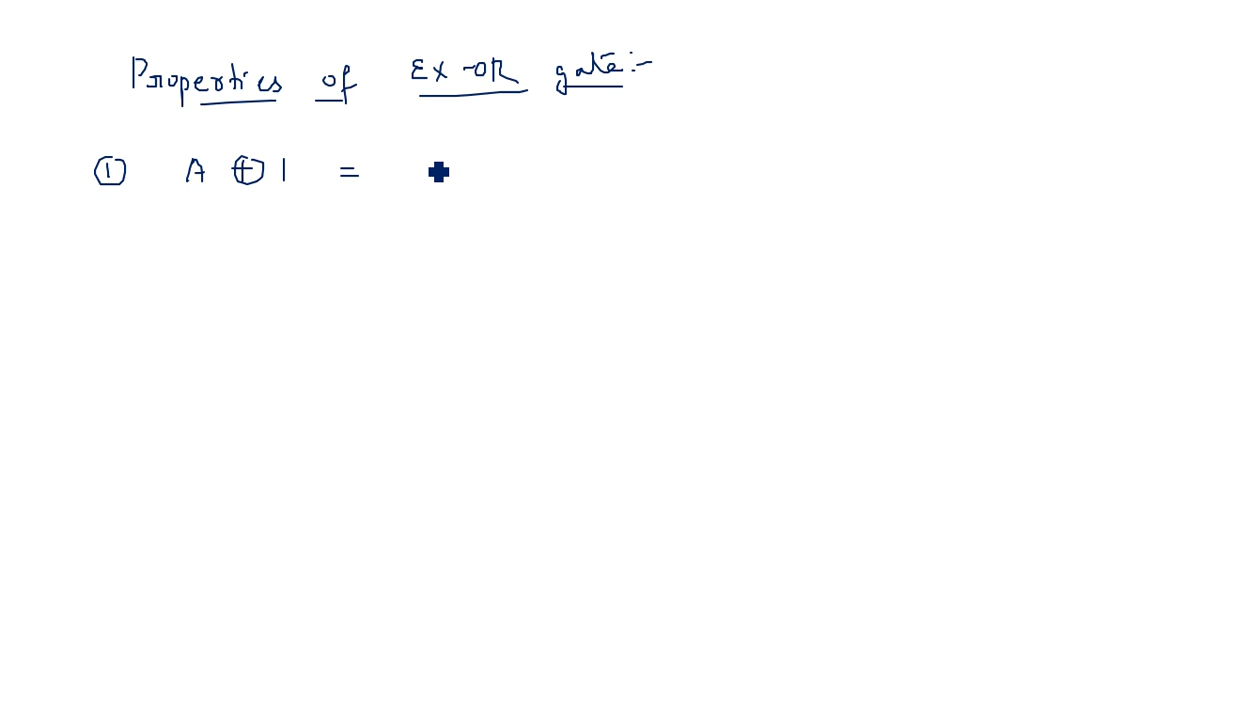 Properties of Ex-OR gate:-
① A ⊕ 1 =